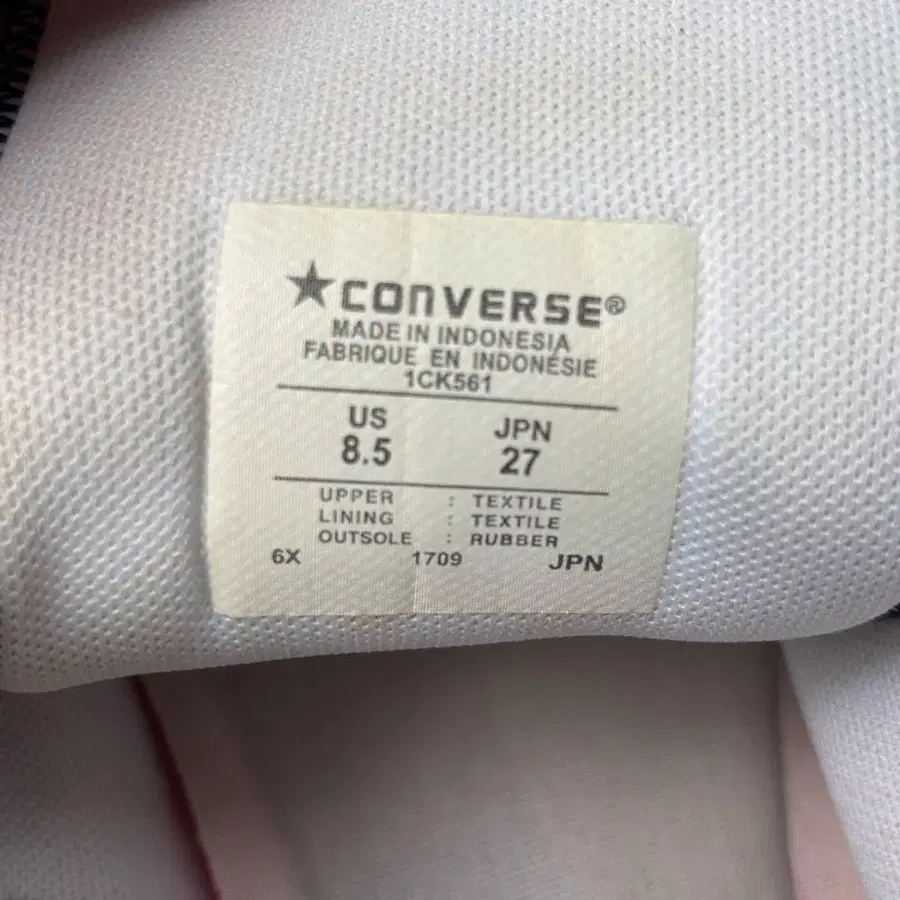 ★CONVERSE®
MADE IN INDONESIA
FABRIQUE EN INDONÉSIE
1CK561
US JPN
8.5 27
UPPER : TEXTILE
LINING : TEXTILE
OUTSOLE : RUBBER
6X 1709 JPN